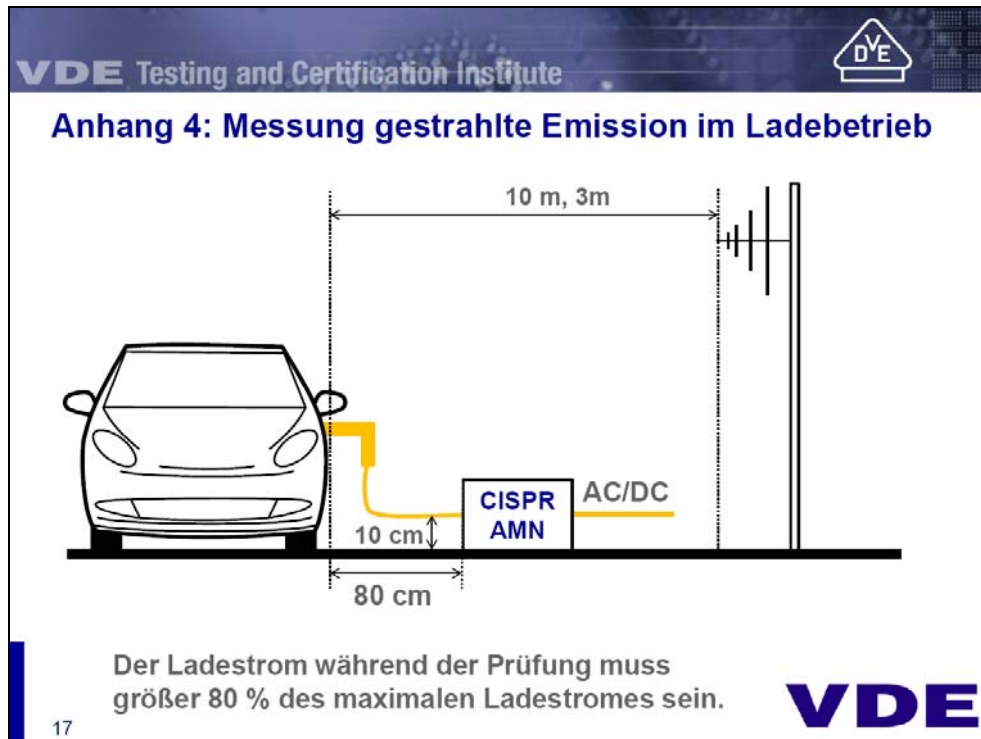 DVE
VDE Testing and Certification Institute
Anhang 4: Messung gestrahlte Emission im Ladebetrieb
10 m, 3m
CISPR
AMN
AC/DC
10 cm
80 cm
Der Ladestrom während der Prüfung muss
größer 80 % des maximalen Ladestromes sein.
17
VDE